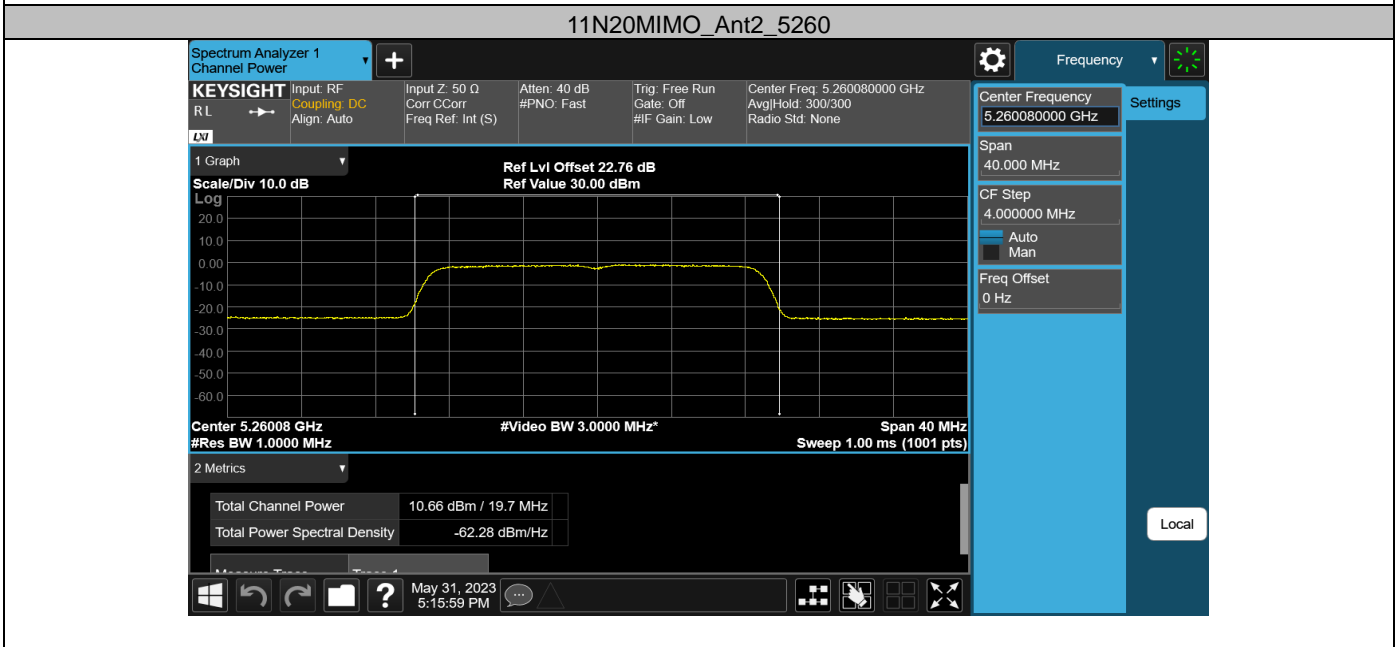 11N20MIMO_Ant2_5260
Spectrum Analyzer 1
Channel Power
Frequency
KEYSIGHT
RL
LXI
Input: RF
Coupling: DC
Align: Auto
Input Z: 50 Ω
Corr CCorr
Freq Ref: Int (S)
Atten: 40 dB
#PNO: Fast
Trig: Free Run
Gate: Off
#IF Gain: Low
Center Freq: 5.260080000 GHz
Avg|Hold: 300/300
Radio Std: None
Center Frequency
5.260080000 GHz
Settings
Span
40.000 MHz
CF Step
4.000000 MHz
Auto
Man
Freq Offset
0 Hz
Local
1 Graph
Scale/Div 10.0 dB
Ref Lvl Offset 22.76 dB
Ref Value 30.00 dBm
Log
20.0
10.0
0.00
-10.0
-20.0
-30.0
-40.0
-50.0
-60.0
Center 5.26008 GHz
#Video BW 3.0000 MHz*
Span 40 MHz
#Res BW 1.0000 MHz
Sweep 1.00 ms (1001 pts)
2 Metrics
Total Channel Power 10.66 dBm / 19.7 MHz
Total Power Spectral Density -62.28 dBm/Hz
Measure Trace Trace 1
?
May 31, 2023
5:15:59 PM